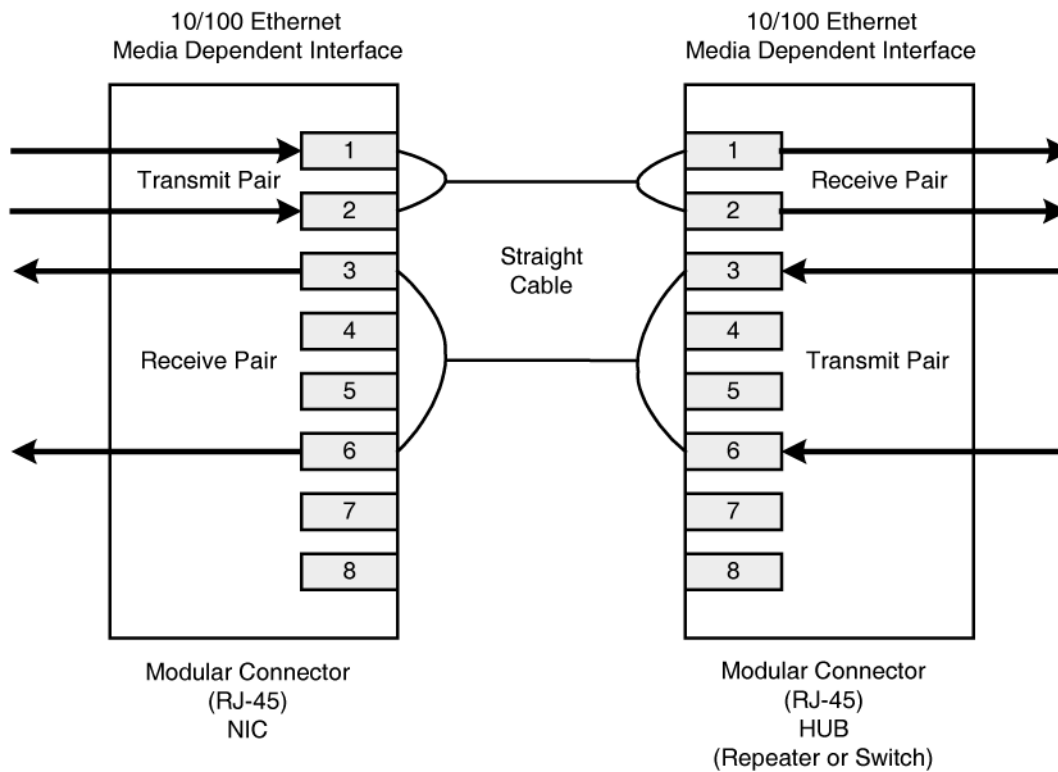 10/100 Ethernet
Media Dependent Interface
10/100 Ethernet
Media Dependent Interface
1
2
3
4
5
6
7
8
Transmit Pair
Receive Pair
Straight
Cable
1
2
3
4
5
6
7
8
Receive Pair
Transmit Pair
Modular Connector
(RJ-45)
NIC
Modular Connector
(RJ-45)
HUB
(Repeater or Switch)